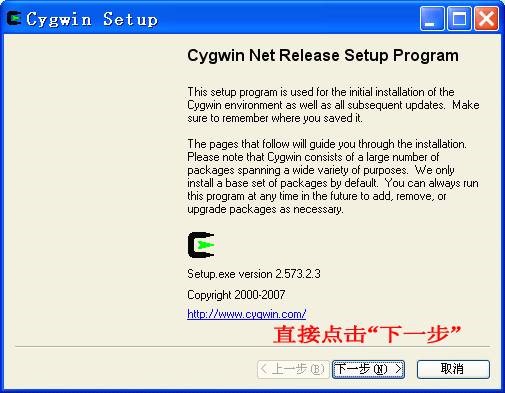 Cygwin Setup
Cygwin Net Release Setup Program
This setup program is used for the initial installation of the
Cygwin environment as well as all subsequent updates.  Make
sure to remember where you saved it.
The pages that follow will guide you through the installation.
Please note that Cygwin consists of a large number of
packages spanning a wide variety of purposes.  We only
install a base set of packages by default.  You can always run
this program at any time in the future to add, remove, or
upgrade packages as necessary.
Setup.exe version 2.573.2.3
Copyright 2000-2007
http://www.cygwin.com/
直接点击“下一步”
< 上一步(B) 下一步(N) > 取消